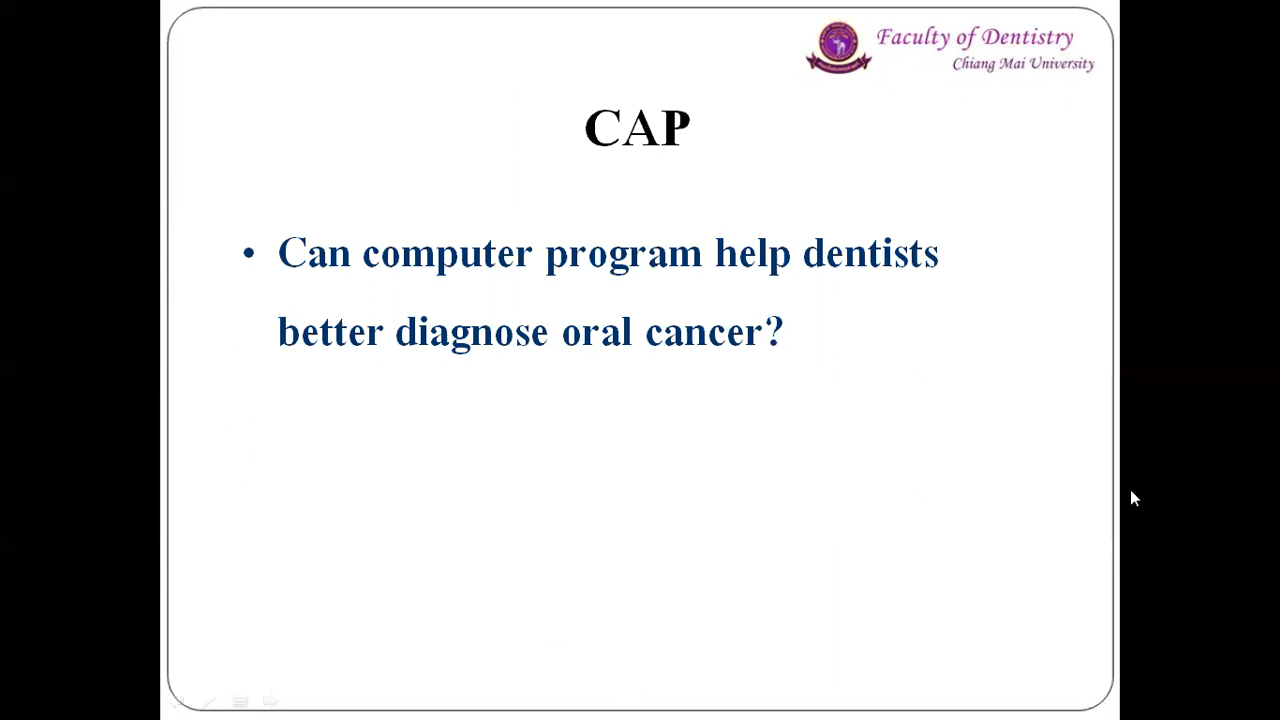 Faculty of Dentistry
Chiang Mai University
CAP
• Can computer program help dentists
better diagnose oral cancer?